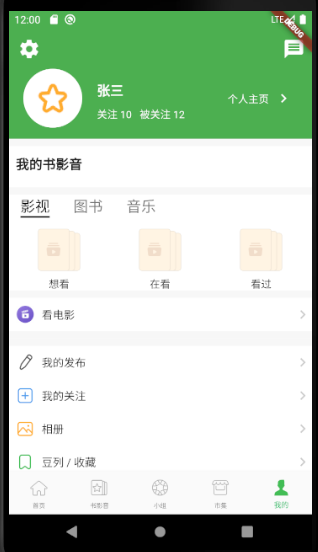 12:00 LTE
DEBUG
张三
关注 10 被关注 12
个人主页
我的书影音
影视 图书 音乐
想看 在看 看过
看电影
我的发布
我的关注
相册
豆列 / 收藏
首页 书影音 小组 市集 我的